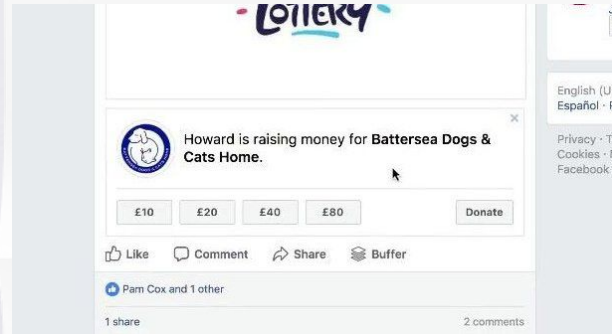 LOTTERY
Howard is raising money for Battersea Dogs &
Cats Home.
£10
£20
£40
£80
Donate
Like
Comment
Share
Buffer
Pam Cox and 1 other
1 share
2 comments
English (U
Español ·
Privacy · T
Cookies ·
Facebook